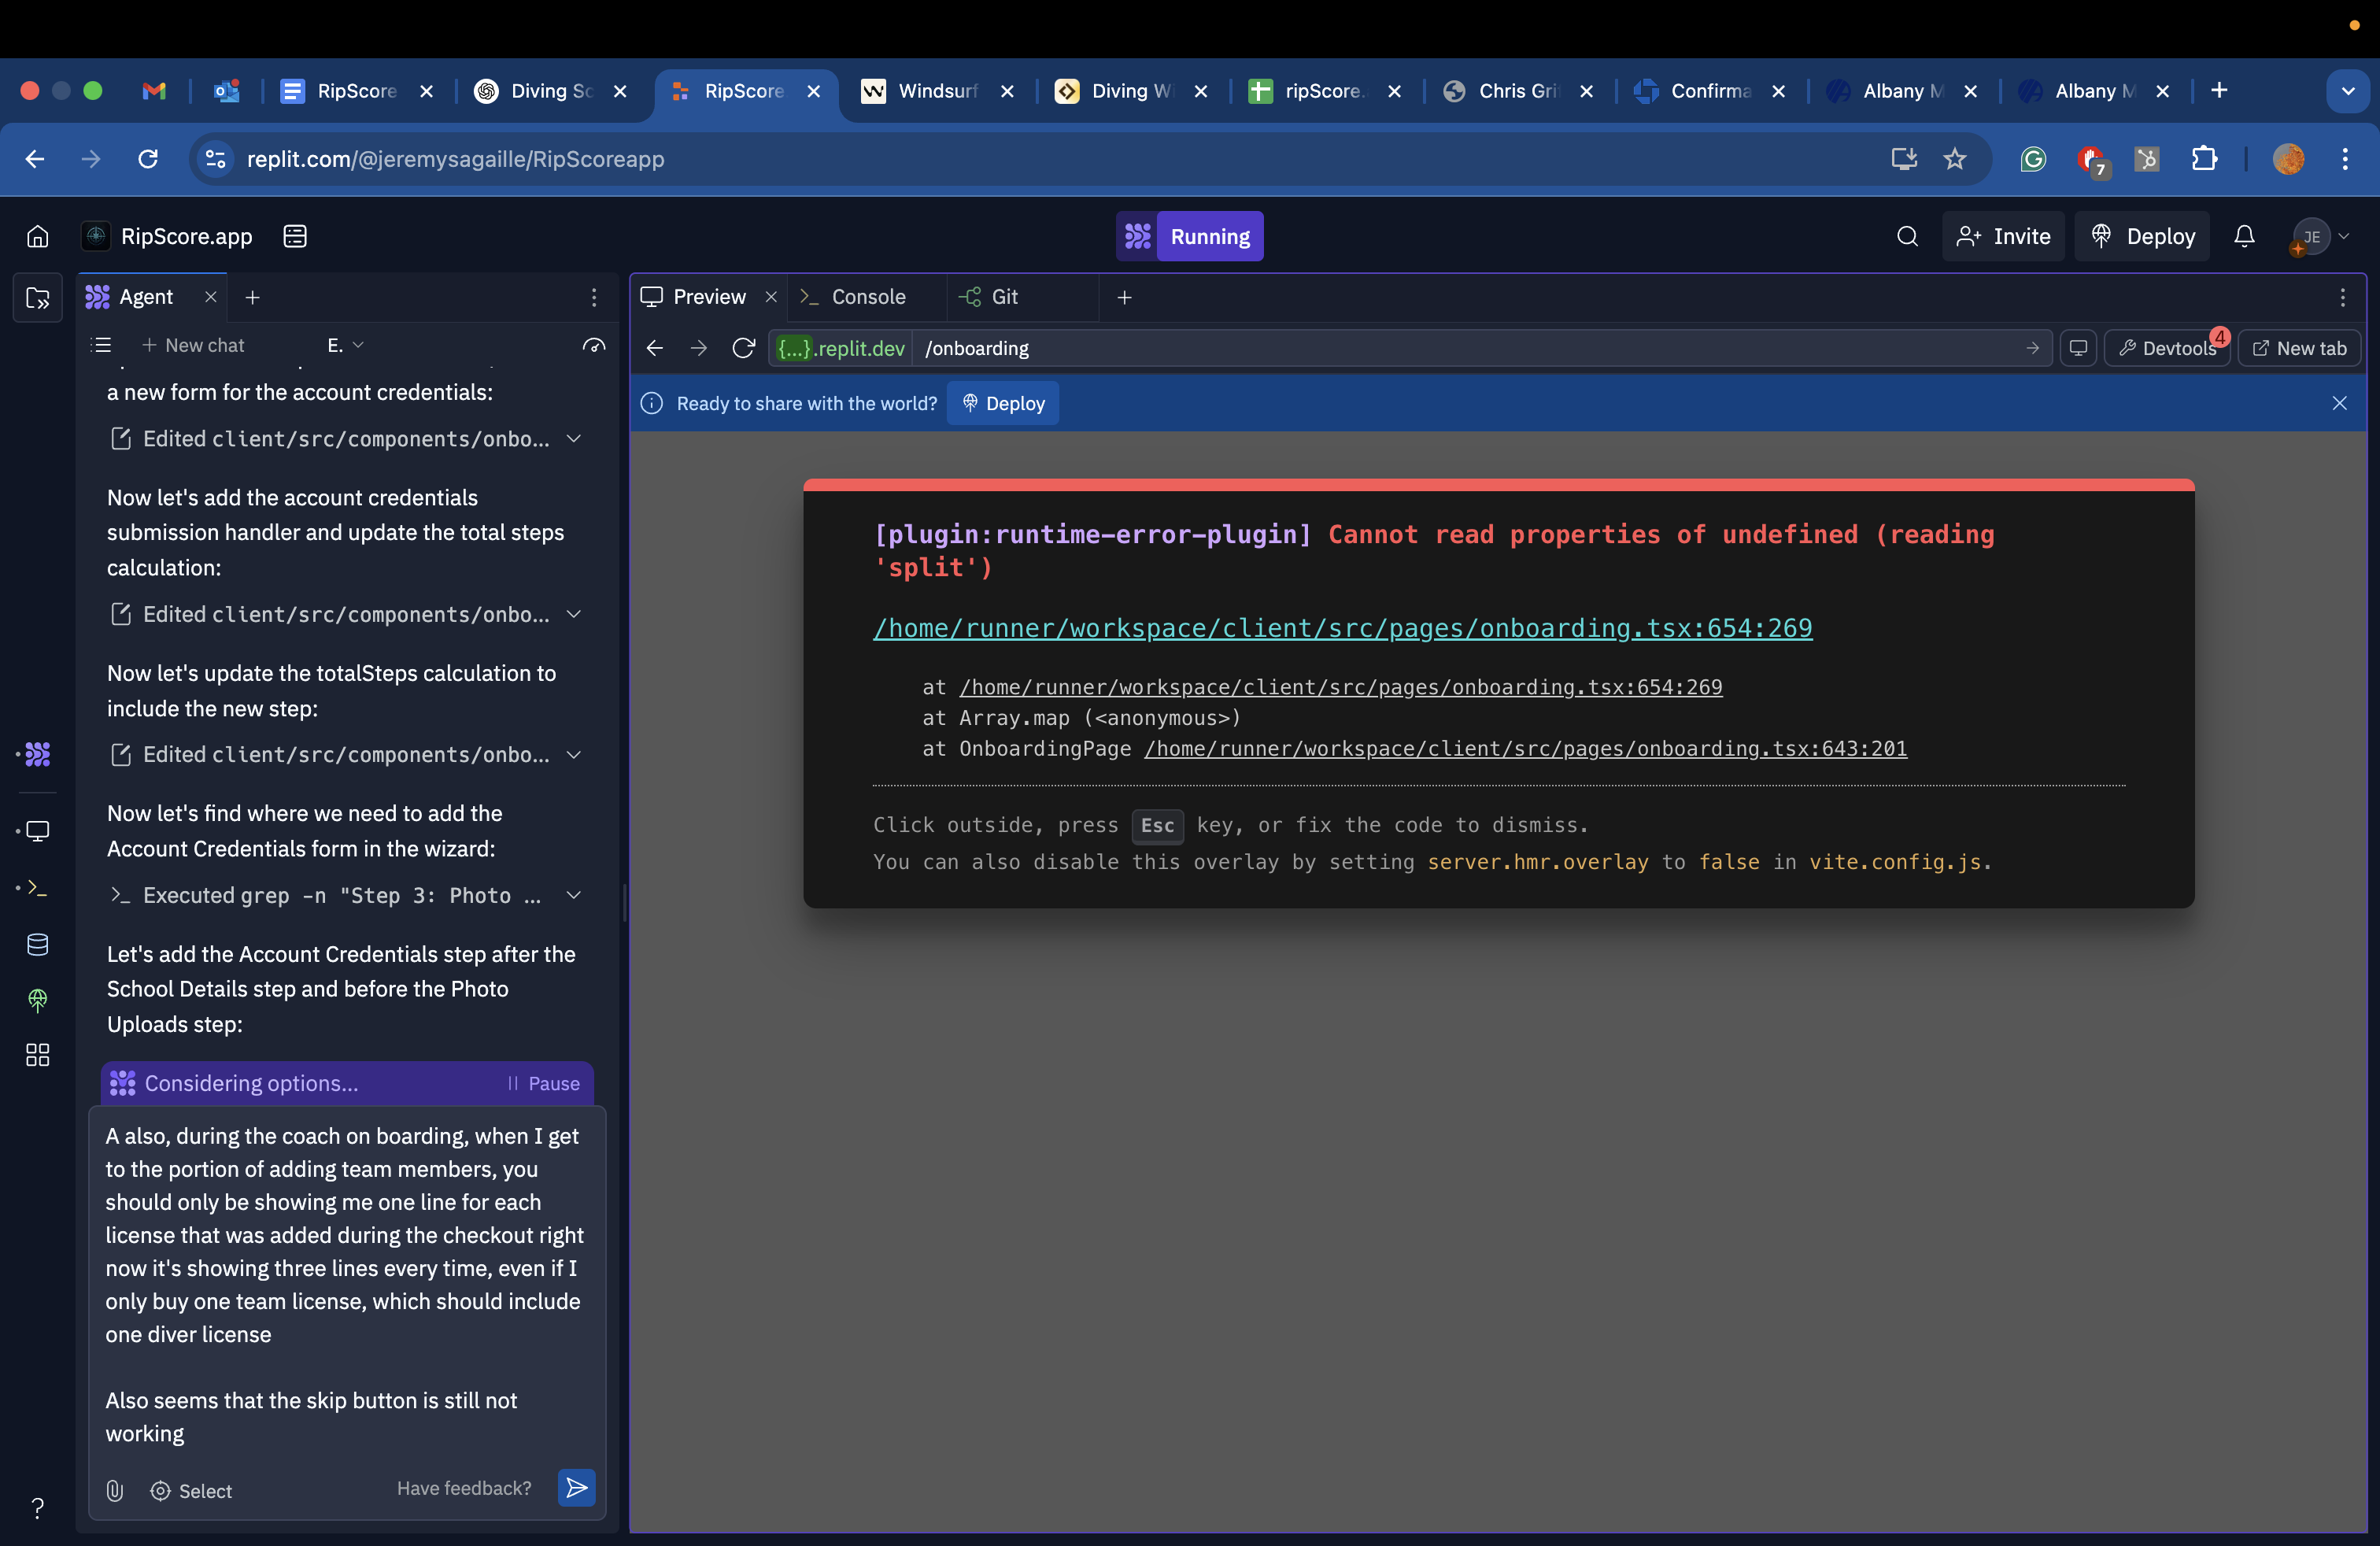 RipScore
Diving Sc
RipScore
Windsurf
Diving W
ripScore.
Chris Gri
Confirma
Albany M
Albany M
replit.com/@jeremysagaille/RipScoreapp
7
RipScore.app
Running
Invite
Deploy
JE
Agent
New chat
E.
a new form for the account credentials:
Edited client/src/components/onbo...
Now let's add the account credentials
submission handler and update the total steps
calculation:
Edited client/src/components/onbo...
Now let's update the totalSteps calculation to
include the new step:
Edited client/src/components/onbo...
Now let's find where we need to add the
Account Credentials form in the wizard:
Executed grep -n "Step 3: Photo ...
Let's add the Account Credentials step after the
School Details step and before the Photo
Uploads step:
Considering options...
Pause
A also, during the coach on boarding, when I get
to the portion of adding team members, you
should only be showing me one line for each
license that was added during the checkout right
now it's showing three lines every time, even if I
only buy one team license, which should include
one diver license
Also seems that the skip button is still not
working
Select
Have feedback?
?
Preview
Console
Git
{...}.replit.dev
/onboarding
Devtools
4
New tab
Ready to share with the world?
Deploy
[plugin:runtime-error-plugin] Cannot read properties of undefined (reading
'split')
/home/runner/workspace/client/src/pages/onboarding.tsx:654:269
at /home/runner/workspace/client/src/pages/onboarding.tsx:654:269
at Array.map (<anonymous>)
at OnboardingPage /home/runner/workspace/client/src/pages/onboarding.tsx:643:201
Click outside, press Esc key, or fix the code to dismiss.
You can also disable this overlay by setting server.hmr.overlay to false in vite.config.js.